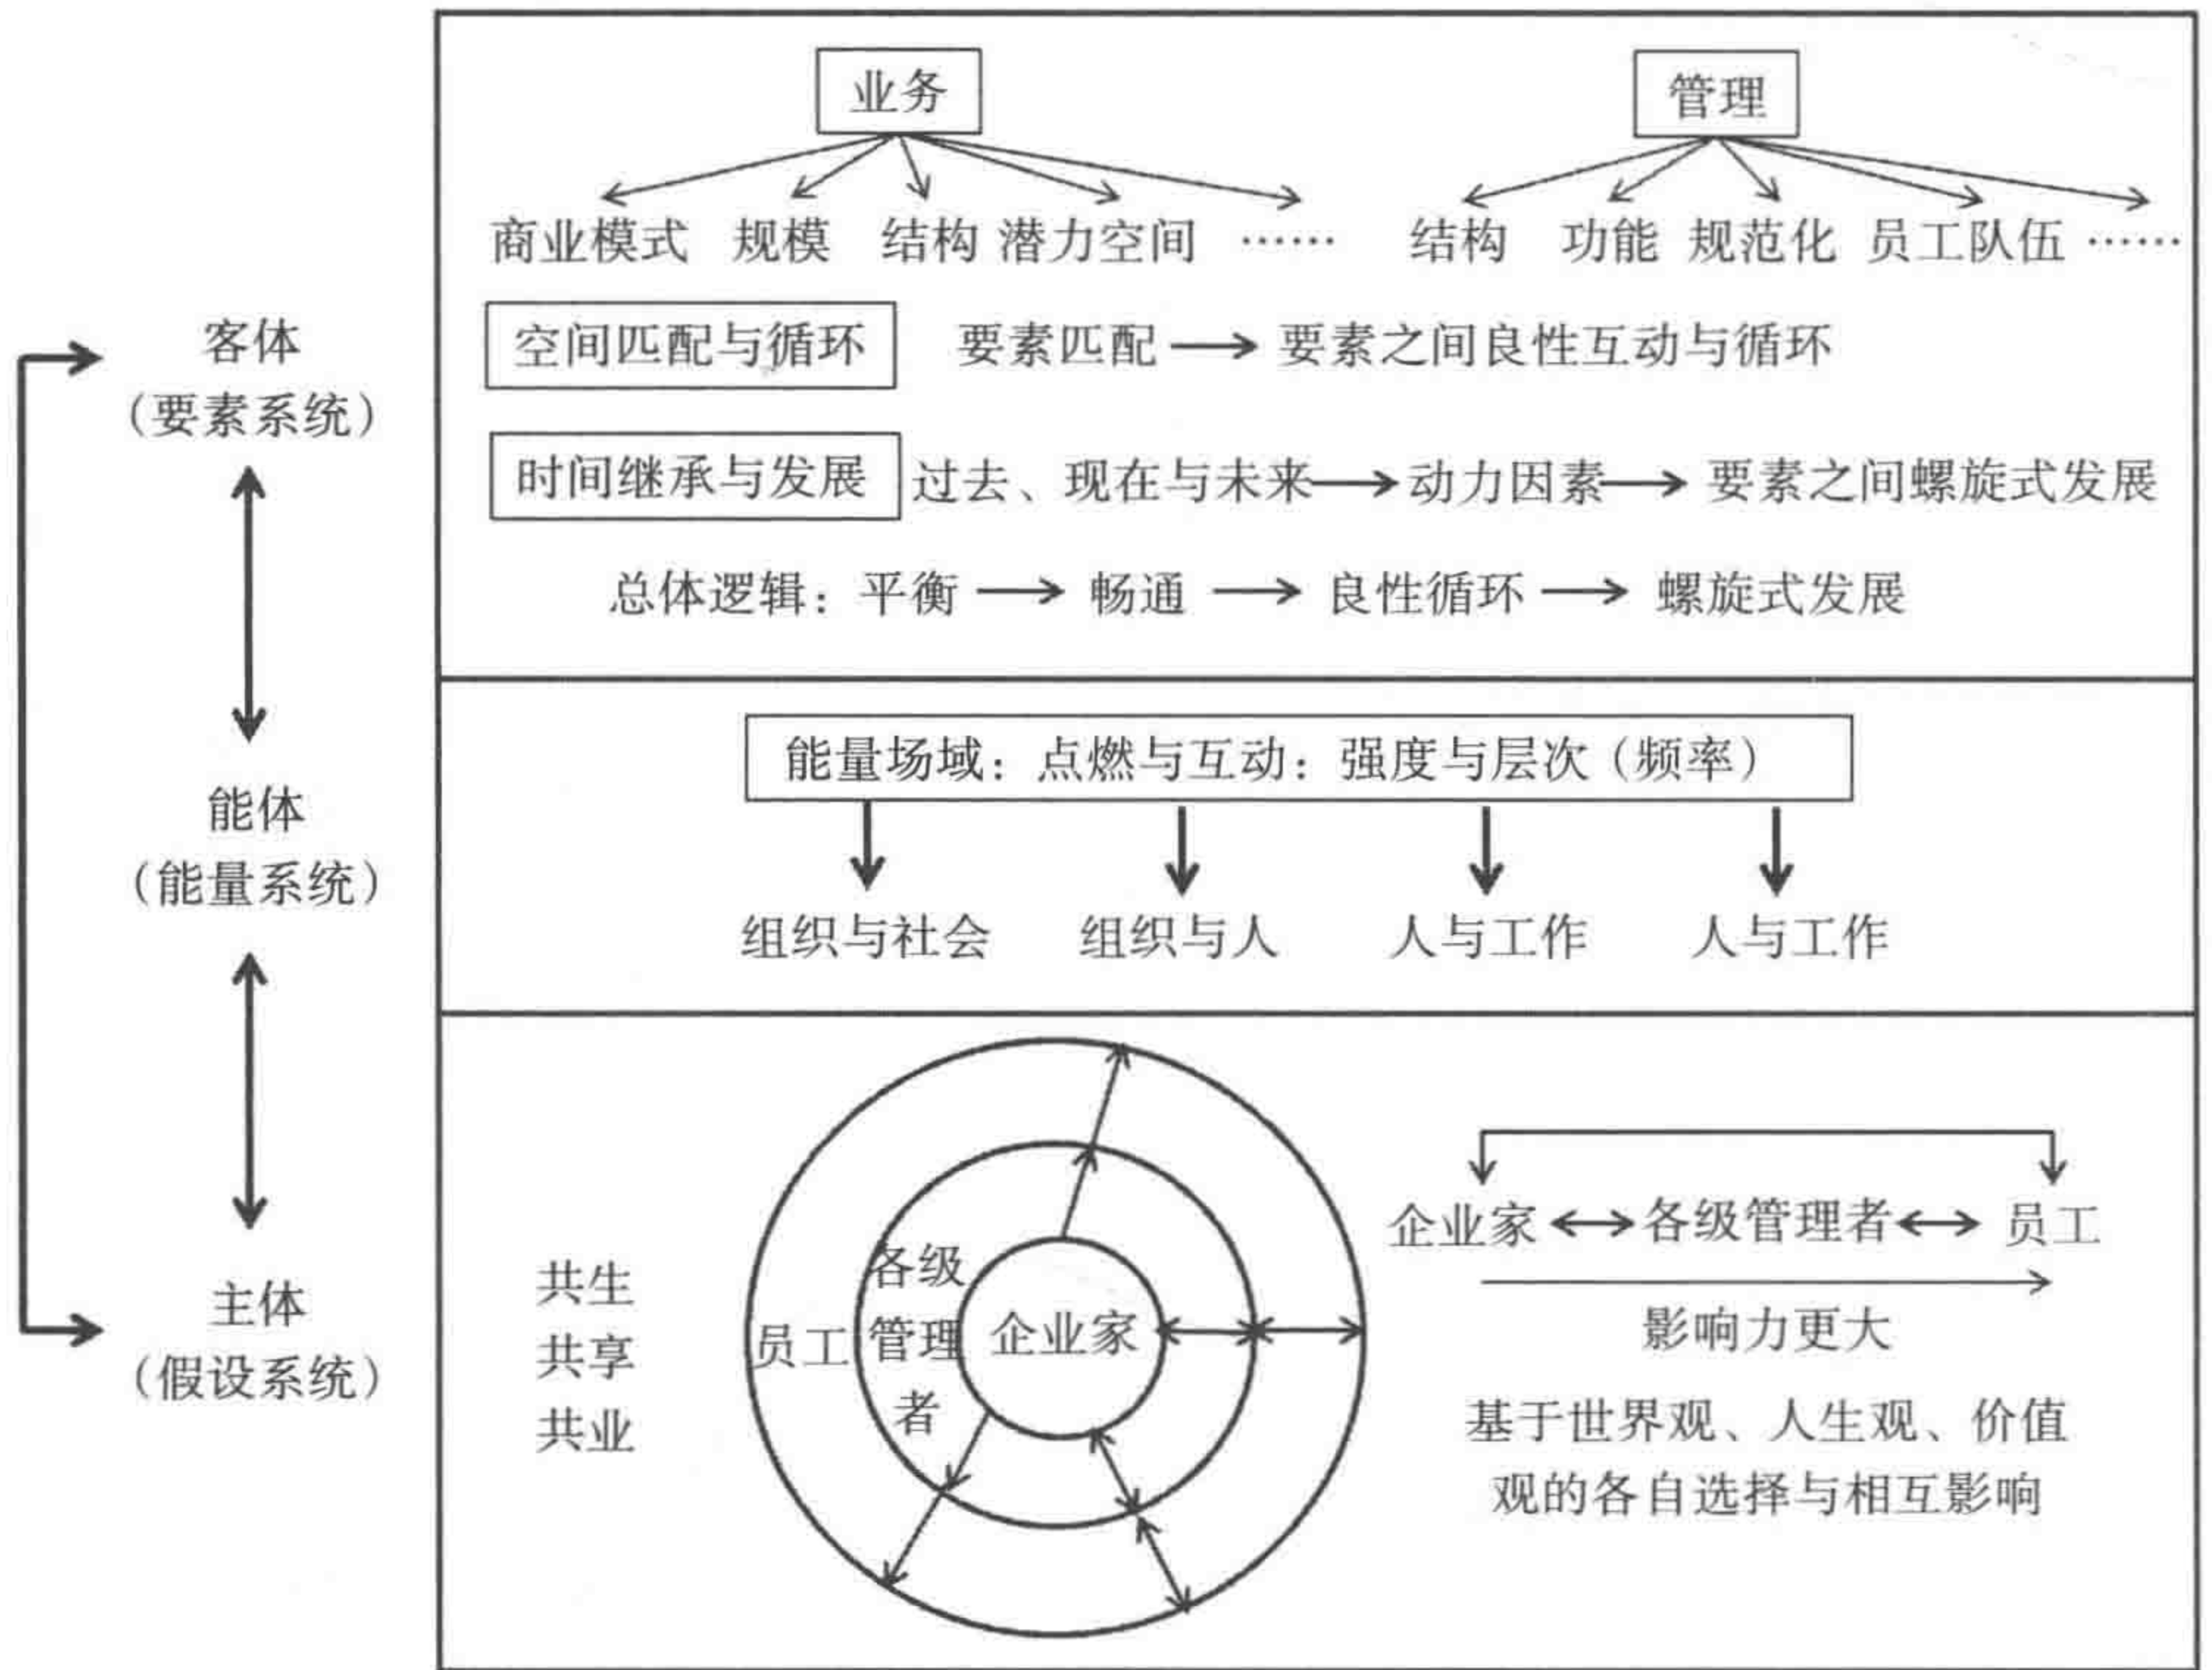 业务 管理
商业模式 规模 结构 潜力空间 …… 结构 功能 规范化 员工队伍 ……
客体
（要素系统）
空间匹配与循环 要素匹配 要素之间良性互动与循环
时间继承与发展 过去、现在与未来 动力因素 要素之间螺旋式发展
总体逻辑：平衡 畅通 良性循环 螺旋式发展
能体
（能量系统）
能量场域：点燃与互动：强度与层次（频率）
组织与社会 组织与人 人与工作 人与工作
主体
（假设系统）
共生
共享
共业
员工
各级
管理
者
企业家
企业家 各级管理者 员工
影响力更大
基于世界观、人生观、价值
观的各自选择与相互影响